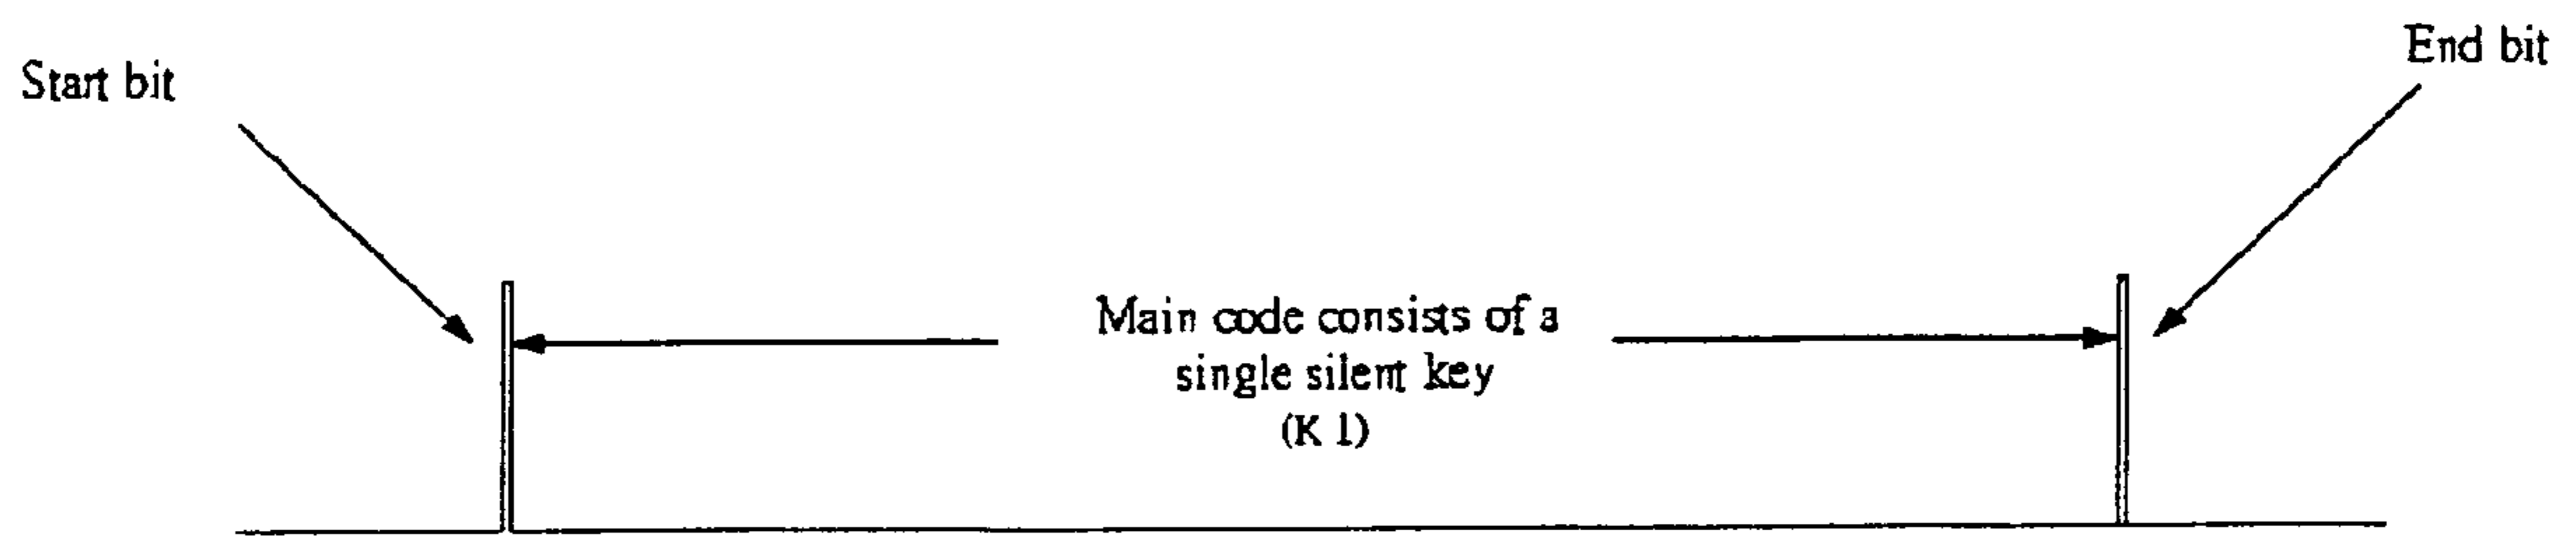 Start bit
End bit
Main code consists of a
single silent key
(K 1)